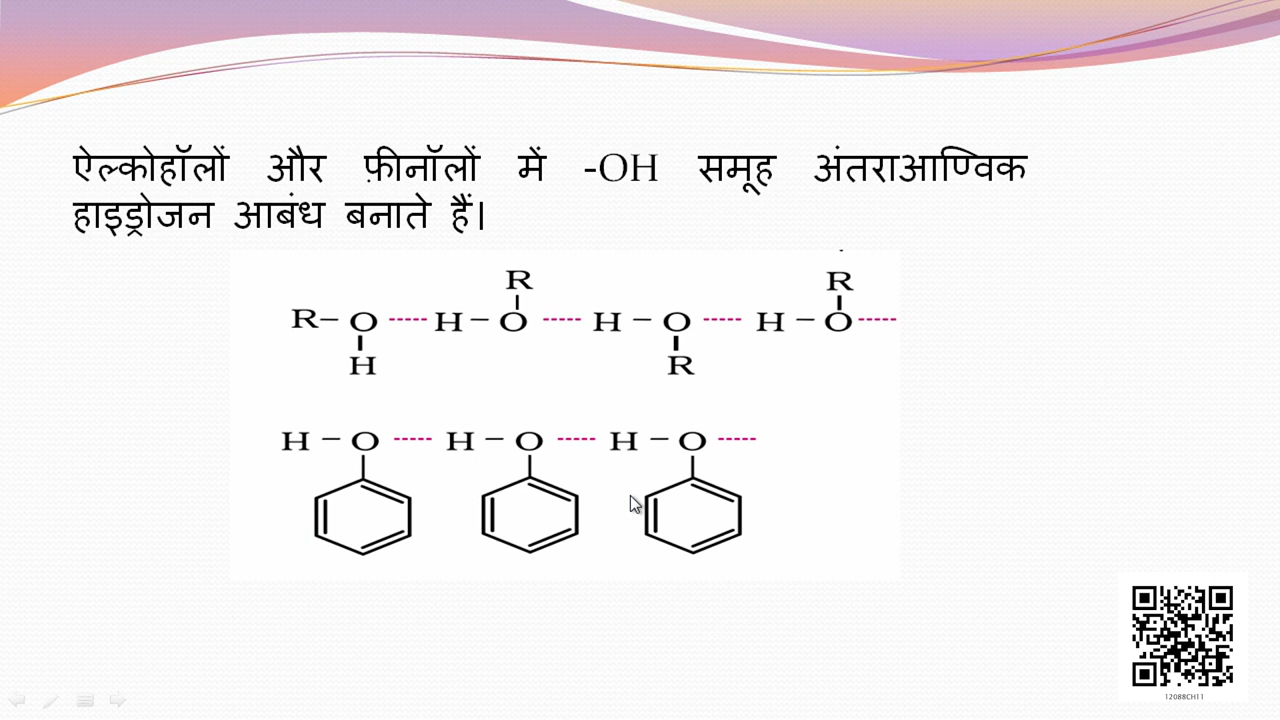 ऐल्कोहॉलों और फ़ीनॉलों में -OH समूह अंतराआण्विक
हाइड्रोजन आबंध बनाते हैं।
R R
R– O ----- H – O ----- H – O ----- H – O -----
H R
H – O ----- H – O ----- H – O -----
12088CH11